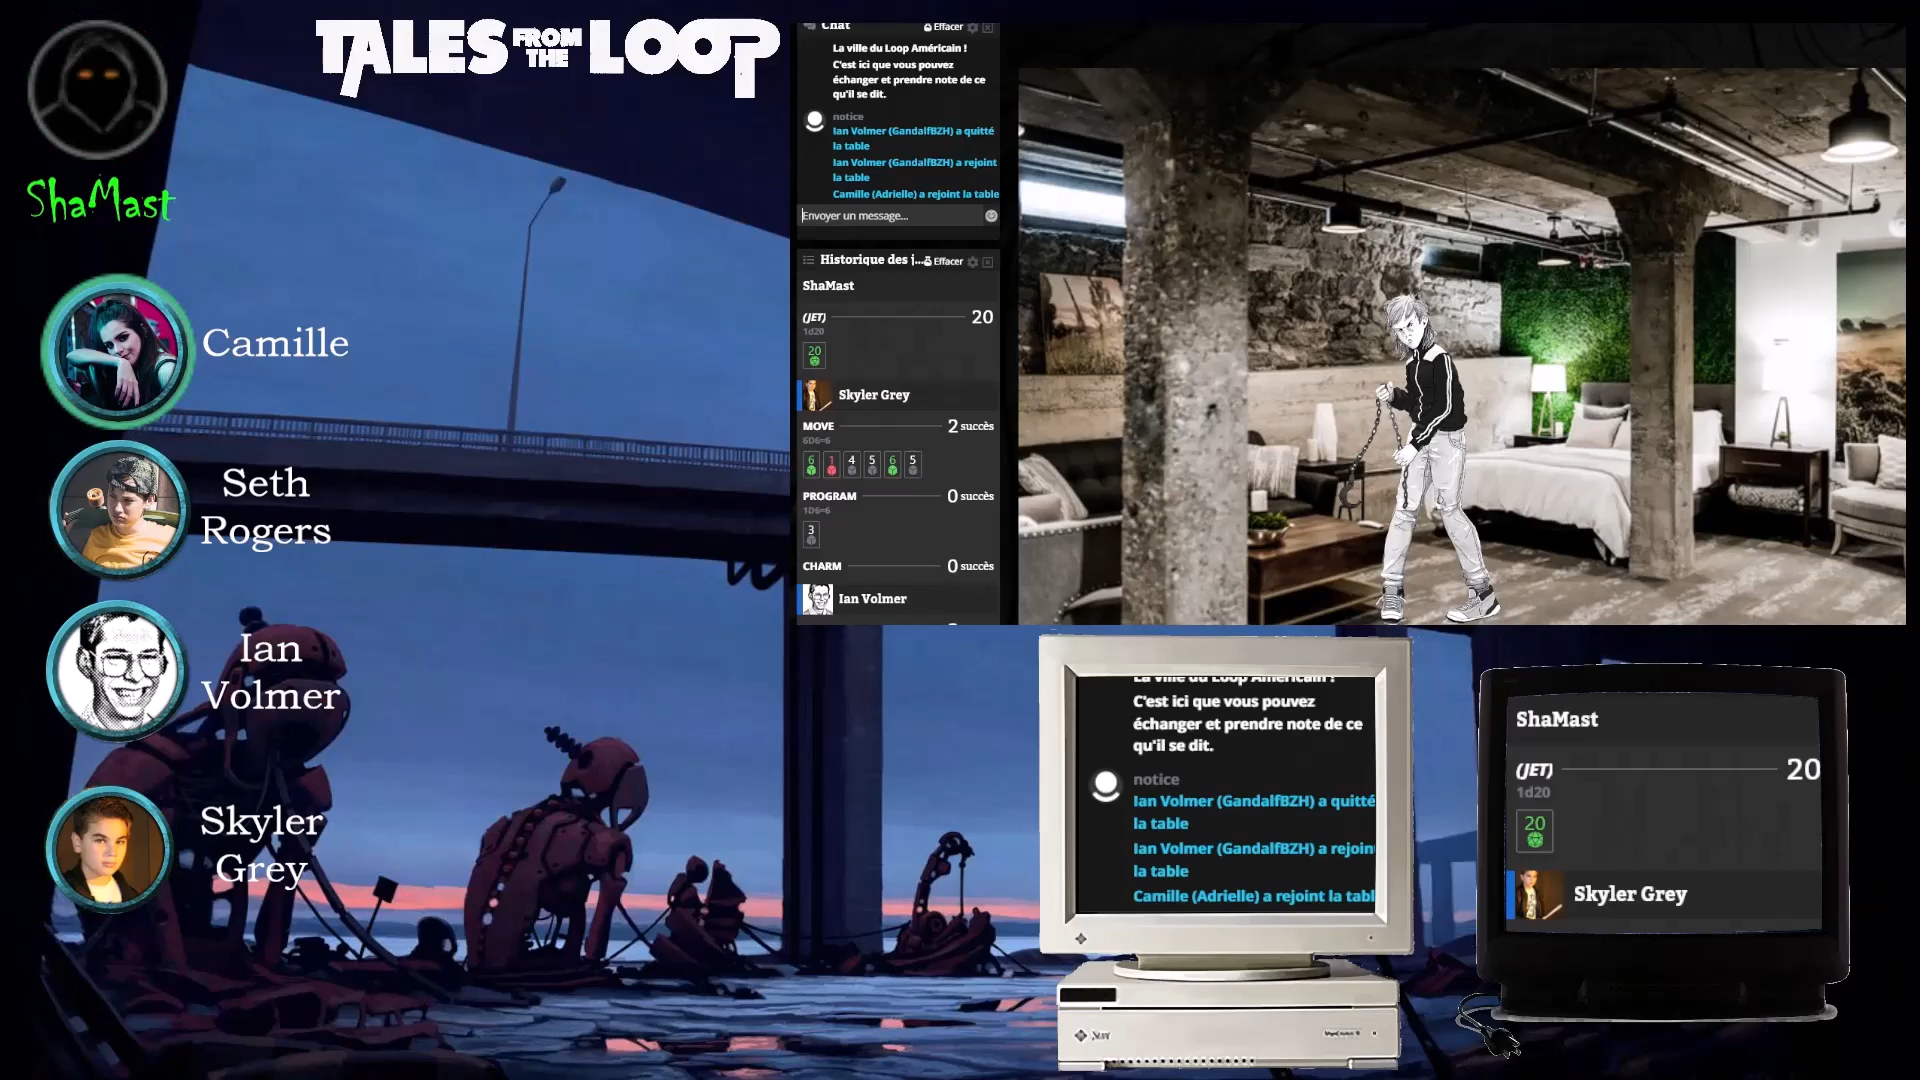 TALES FROM THE LOOP
ShaMast
Camille
Seth
Rogers
Ian
Volmer
Skyler
Grey
Chat
Effacer
La ville du Loop Américain !
C'est ici que vous pouvez
échanger et prendre note de ce
qu'il se dit.
notice
Ian Volmer (GandalfBZH) a quitté
la table
Ian Volmer (GandalfBZH) a rejoint
la table
Camille (Adrielle) a rejoint la table
Envoyer un message...
Historique des j... Effacer
ShaMast
(JET) 20
1d20
20
Skyler Grey
MOVE 2 succès
6D6=6
6 1 4 5 6 5
PROGRAM 0 succès
1D6=6
3
CHARM 0 succès
Ian Volmer
La ville du Loop Américain !
C'est ici que vous pouvez
échanger et prendre note de ce
qu'il se dit.
notice
Ian Volmer (GandalfBZH) a quitté
la table
Ian Volmer (GandalfBZH) a rejoin
la table
Camille (Adrielle) a rejoint la tabl
Sun
ShaMast
(JET) 20
1d20
20
Skyler Grey